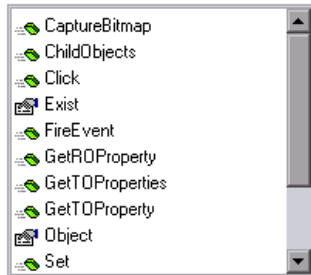 CaptureBitmap
ChildObjects
Click
Exist
FireEvent
GetROProperty
GetTOProperties
GetTOProperty
Object
Set